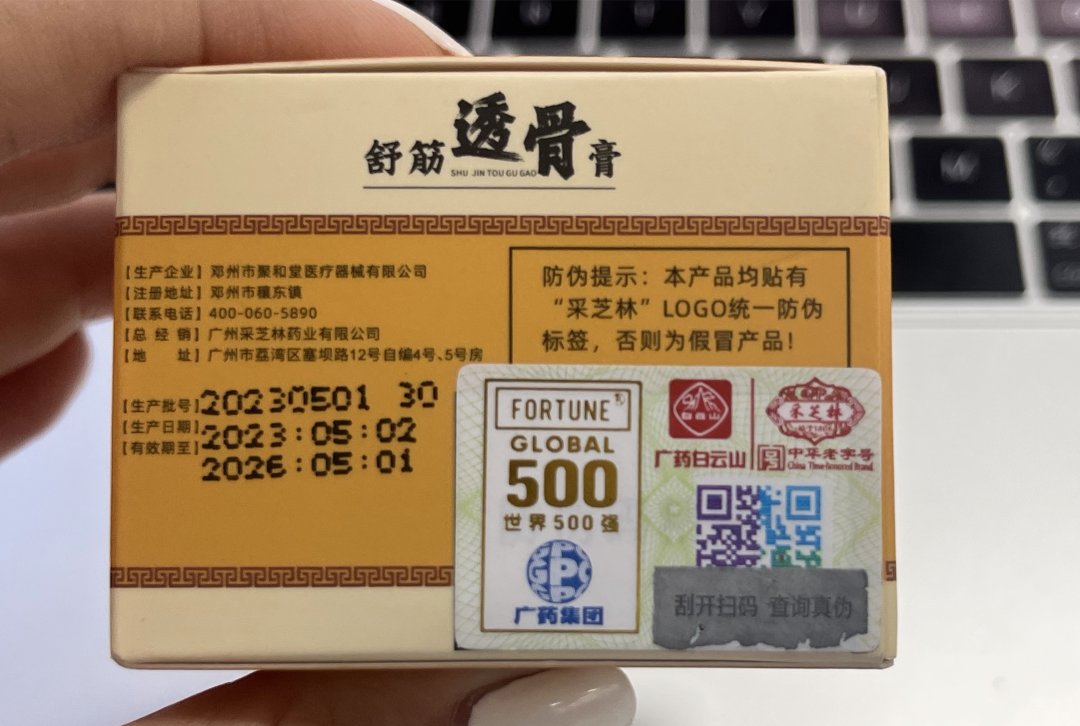 舒筋透骨膏
SHU JIN TOU GU GAO
【生产企业】邓州市聚和堂医疗器械有限公司
【注册地址】邓州市穰东镇
【联系电话】400-060-5890
【总经销】广州采芝林药业有限公司
【地址】广州市荔湾区塞坝路12号自编4号、5号房
【生产批号】20230501 30
【生产日期】2023:05:02
【有效期至】2026:05:01
防伪提示：本产品均贴有
“采芝林”LOGO统一防伪
标签，否则为假冒产品！
FORTUNE
GLOBAL
500
世界500强
GPC
广药集团
白云山
广药白云山
采芝林
中华老字号
China Time-honored Brand
刮开扫码 查询真伪